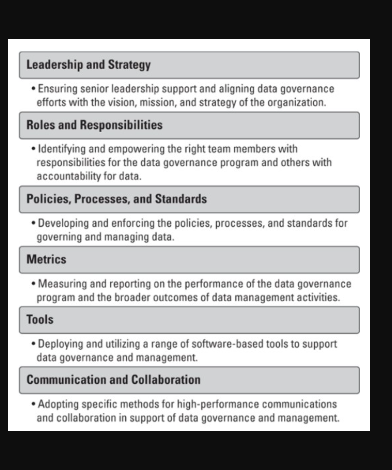 Leadership and Strategy
• Ensuring senior leadership support and aligning data governance
efforts with the vision, mission, and strategy of the organization.
Roles and Responsibilities
• Identifying and empowering the right team members with
responsibilities for the data governance program and others with
accountability for data.
Policies, Processes, and Standards
• Developing and enforcing the policies, processes, and standards for
governing and managing data.
Metrics
• Measuring and reporting on the performance of the data governance
program and the broader outcomes of data management activities.
Tools
• Deploying and utilizing a range of software-based tools to support
data governance and management.
Communication and Collaboration
• Adopting specific methods for high-performance communications
and collaboration in support of data governance and management.